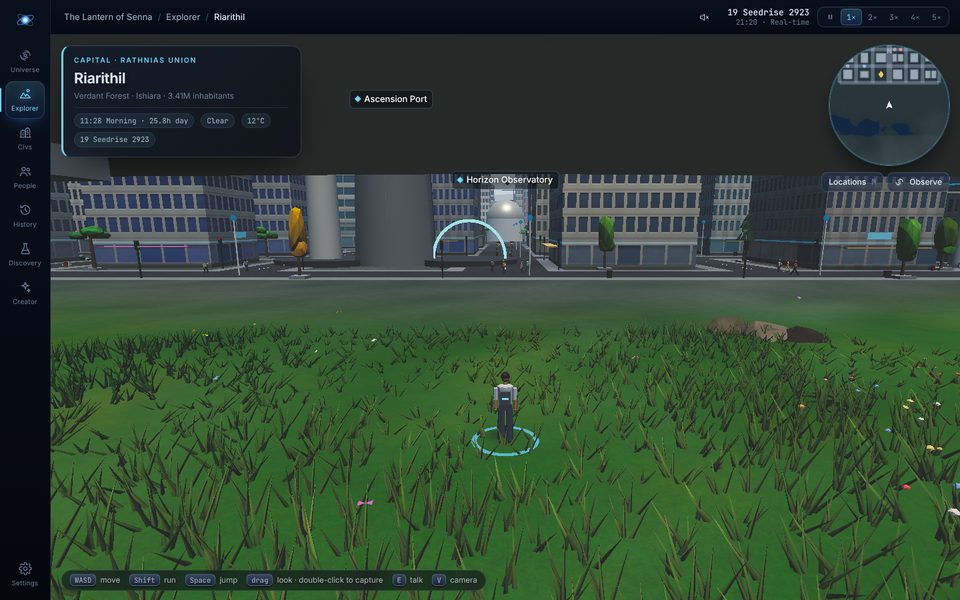 The Lantern of Senna / Explorer / Riarithil
19 Seedrise 2923
21:20 · Real-time
1× 2× 3× 4× 5×
Universe
Explorer
Civs
People
History
Discovery
Creator
Settings
CAPITAL · RATHNIAS UNION
Riarithil
Verdant Forest · Ishiara · 3.41M inhabitants
11:28 Morning · 25.8h day
Clear
12°C
19 Seedrise 2923
Ascension Port
Horizon Observatory
N
Locations M
Observe
WASD move Shift run Space jump drag look · double-click to capture E talk V camera